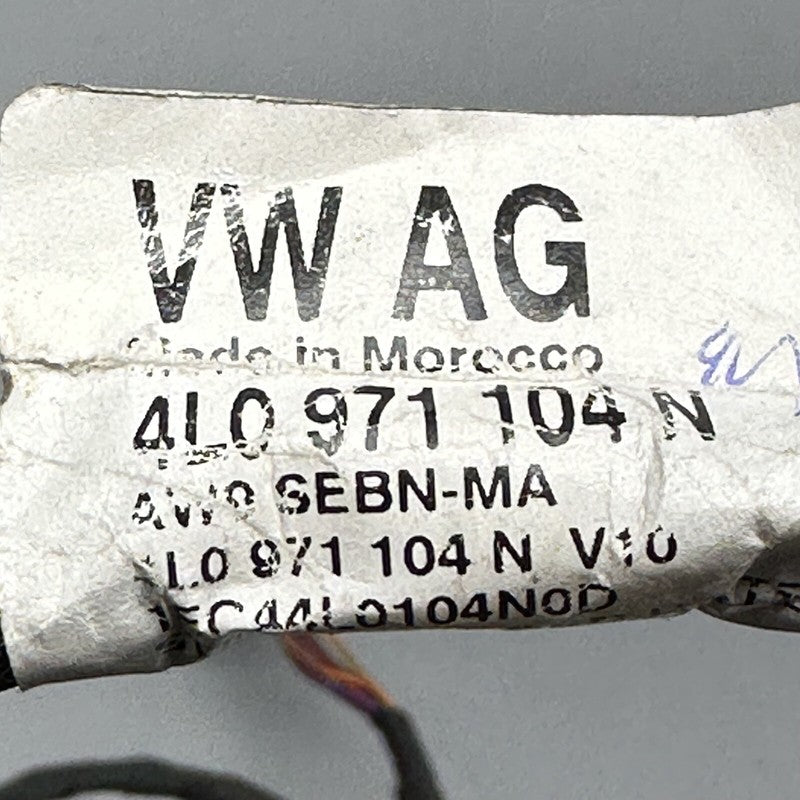 VW AG
Made in Morocco
4L0 971 104 N
SEBN-MA
4L0 971 104 N V10